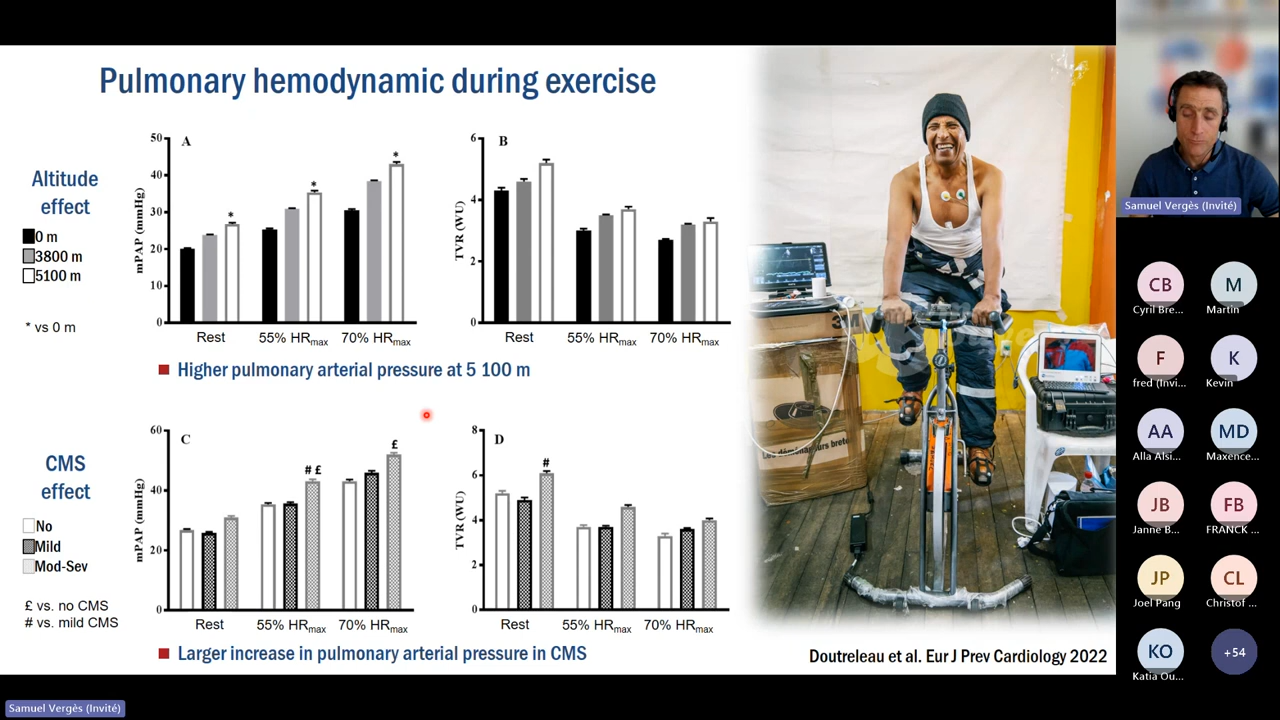 Pulmonary hemodynamic during exercise
Altitude
effect
0 m
3800 m
5100 m
* vs 0 m
A
mPAP (mmHg)
50
40
30
20
10
0
*
*
*
Rest
55% HRmax
70% HRmax
B
TVR (WU)
6
4
2
0
Rest
55% HRmax
70% HRmax
Higher pulmonary arterial pressure at 5 100 m
CMS
effect
No
Mild
Mod-Sev
£ vs. no CMS
# vs. mild CMS
C
mPAP (mmHg)
60
40
20
0
# £
£
Rest
55% HRmax
70% HRmax
D
TVR (WU)
8
6
4
2
0
#
Rest
55% HRmax
70% HRmax
Larger increase in pulmonary arterial pressure in CMS
Les déménageurs bret
Doutreleau et al. Eur J Prev Cardiology 2022
Samuel Vergès (Invité)
CB
Cyril Bre...
M
Martin
F
fred (Invi...
K
Kevin
AA
Alla Alsi...
MD
Maxence...
JB
Janne B...
FB
FRANCK ...
JP
Joel Pang
CL
Christof ...
KO
Katia Ou...
+54
Samuel Vergès (Invité)